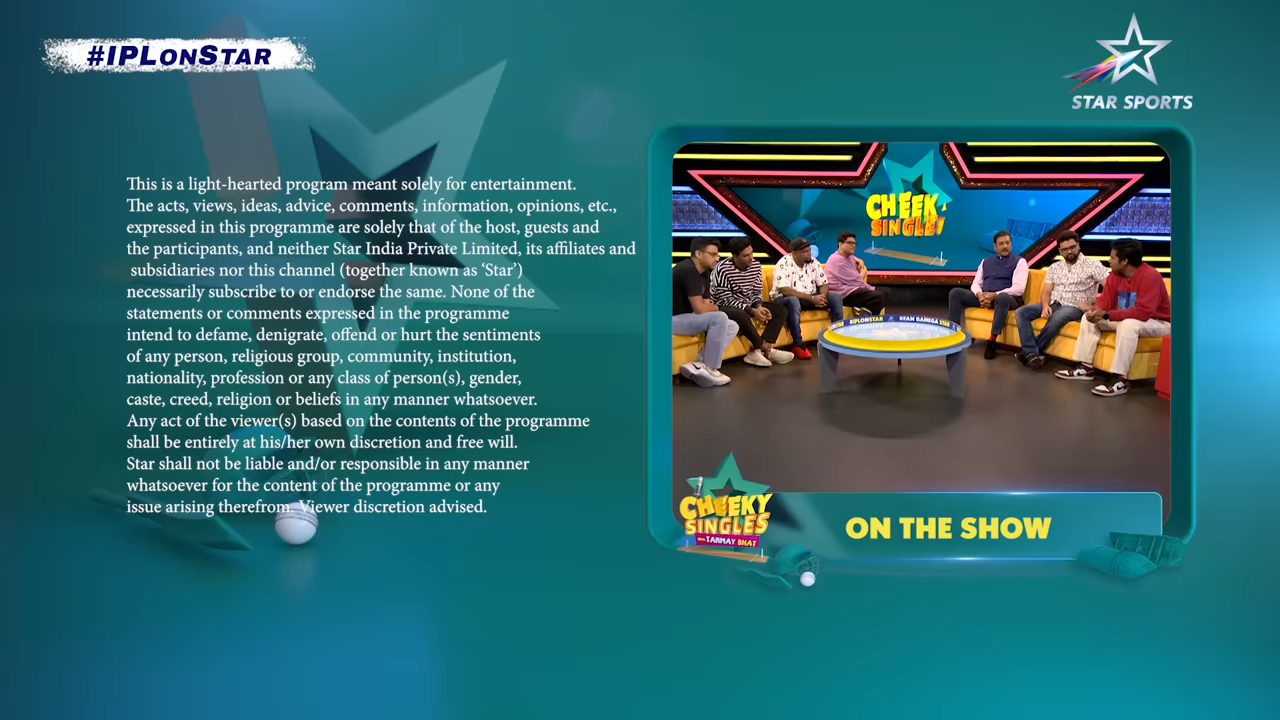 #IPLONSTAR
STAR SPORTS
This is a light-hearted program meant solely for entertainment.
The acts, views, ideas, advice, comments, information, opinions, etc.,
expressed in this programme are solely that of the host, guests and
the participants, and neither Star India Private Limited, its affiliates and
subsidiaries nor this channel (together known as ‘Star’)
necessarily subscribe to or endorse the same. None of the
statements or comments expressed in the programme
intend to defame, denigrate, offend or hurt the sentiments
of any person, religious group, community, institution,
nationality, profession or any class of person(s), gender,
caste, creed, religion or beliefs in any manner whatsoever.
Any act of the viewer(s) based on the contents of the programme
shall be entirely at his/her own discretion and free will.
Star shall not be liable and/or responsible in any manner
whatsoever for the content of the programme or any
issue arising therefrom. Viewer discretion advised.
CHEEK
SINGLE
#IPLONSTAR #FAN BANEGA STAR
CHEEKY
SINGLES
TANMAY BHAT
ON THE SHOW